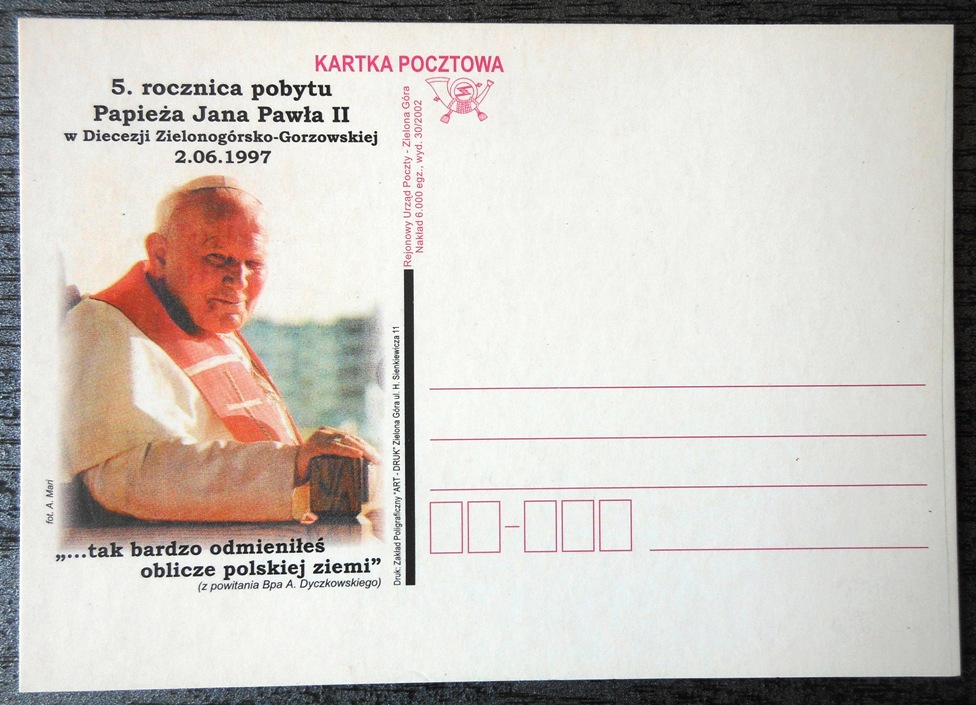 KARTKA POCZTOWA
5. rocznica pobytu
Papieża Jana Pawła II
w Diecezji Zielonogórsko-Gorzowskiej
2.06.1997
Rejonowy Urząd Poczty - Zielona Góra
Nakład 6.000 egz., wyd. 30/2002
Druk: Zakład Poligraficzny "ART - DRUK" Zielona Góra ul. H. Sienkiewicza 11
fot. A. Mari
„...tak bardzo odmieniłeś
oblicze polskiej ziemi”
(z powitania Bpa A. Dyczkowskiego)